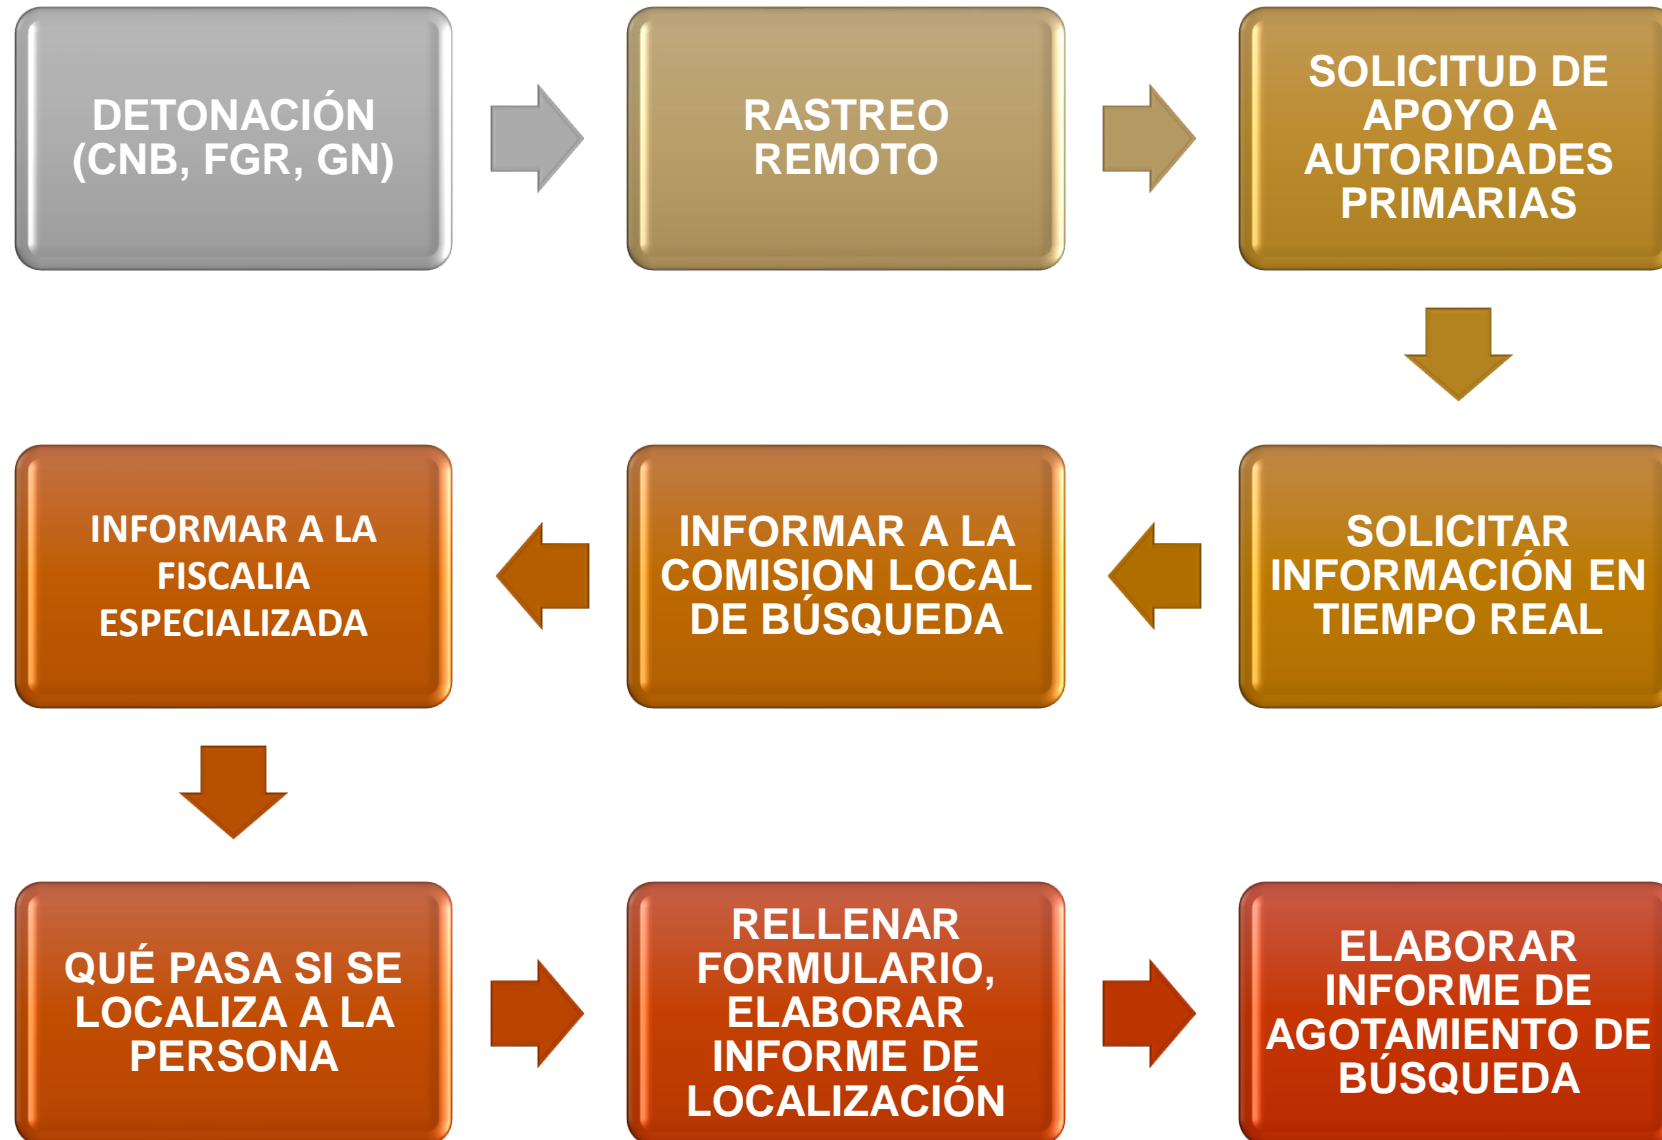 DETONACIÓN
(CNB, FGR, GN)
RASTREO
REMOTO
SOLICITUD DE
APOYO A
AUTORIDADES
PRIMARIAS
SOLICITAR
INFORMACIÓN EN
TIEMPO REAL
INFORMAR A LA
COMISION LOCAL
DE BÚSQUEDA
INFORMAR A LA
FISCALIA
ESPECIALIZADA
QUÉ PASA SI SE
LOCALIZA A LA
PERSONA
RELLENAR
FORMULARIO,
ELABORAR
INFORME DE
LOCALIZACIÓN
ELABORAR
INFORME DE
AGOTAMIENTO DE
BÚSQUEDA